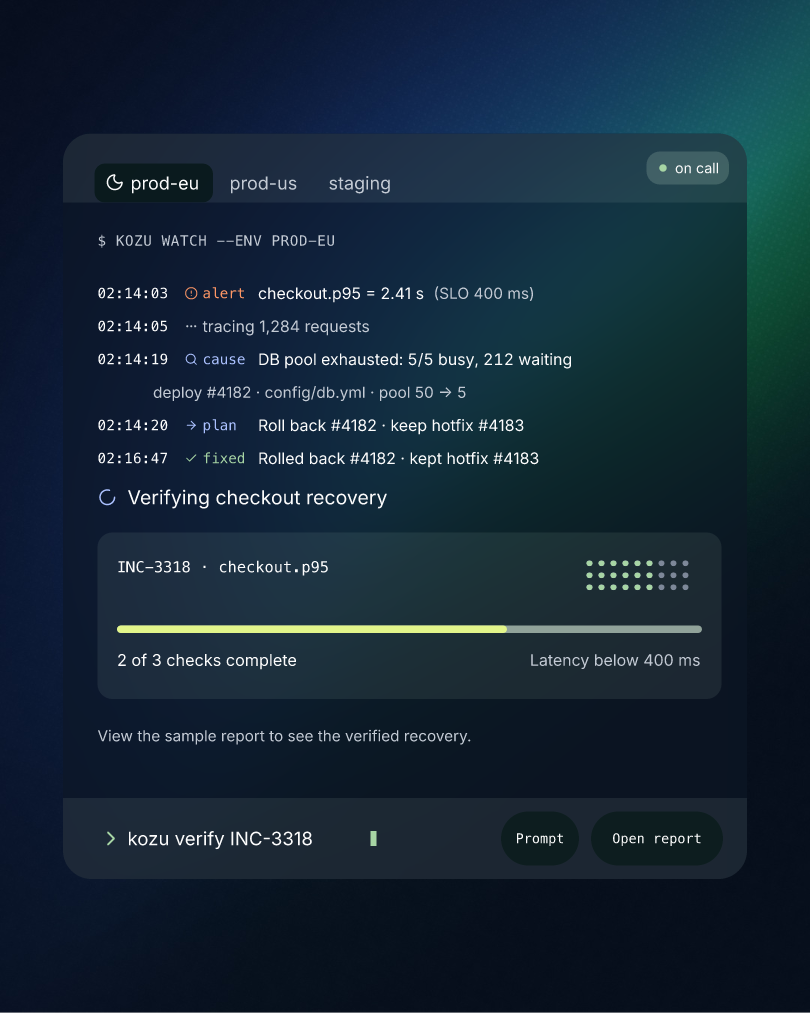 prod-eu prod-us staging on call
$ KOZU WATCH --ENV PROD-EU
02:14:03 alert checkout.p95 = 2.41 s (SLO 400 ms)
02:14:05 ··· tracing 1,284 requests
02:14:19 cause DB pool exhausted: 5/5 busy, 212 waiting
deploy #4182 · config/db.yml · pool 50 → 5
02:14:20 → plan Roll back #4182 · keep hotfix #4183
02:16:47 ✓ fixed Rolled back #4182 · kept hotfix #4183
Verifying checkout recovery
INC-3318 · checkout.p95
2 of 3 checks complete Latency below 400 ms
View the sample report to see the verified recovery.
kozu verify INC-3318 Prompt Open report